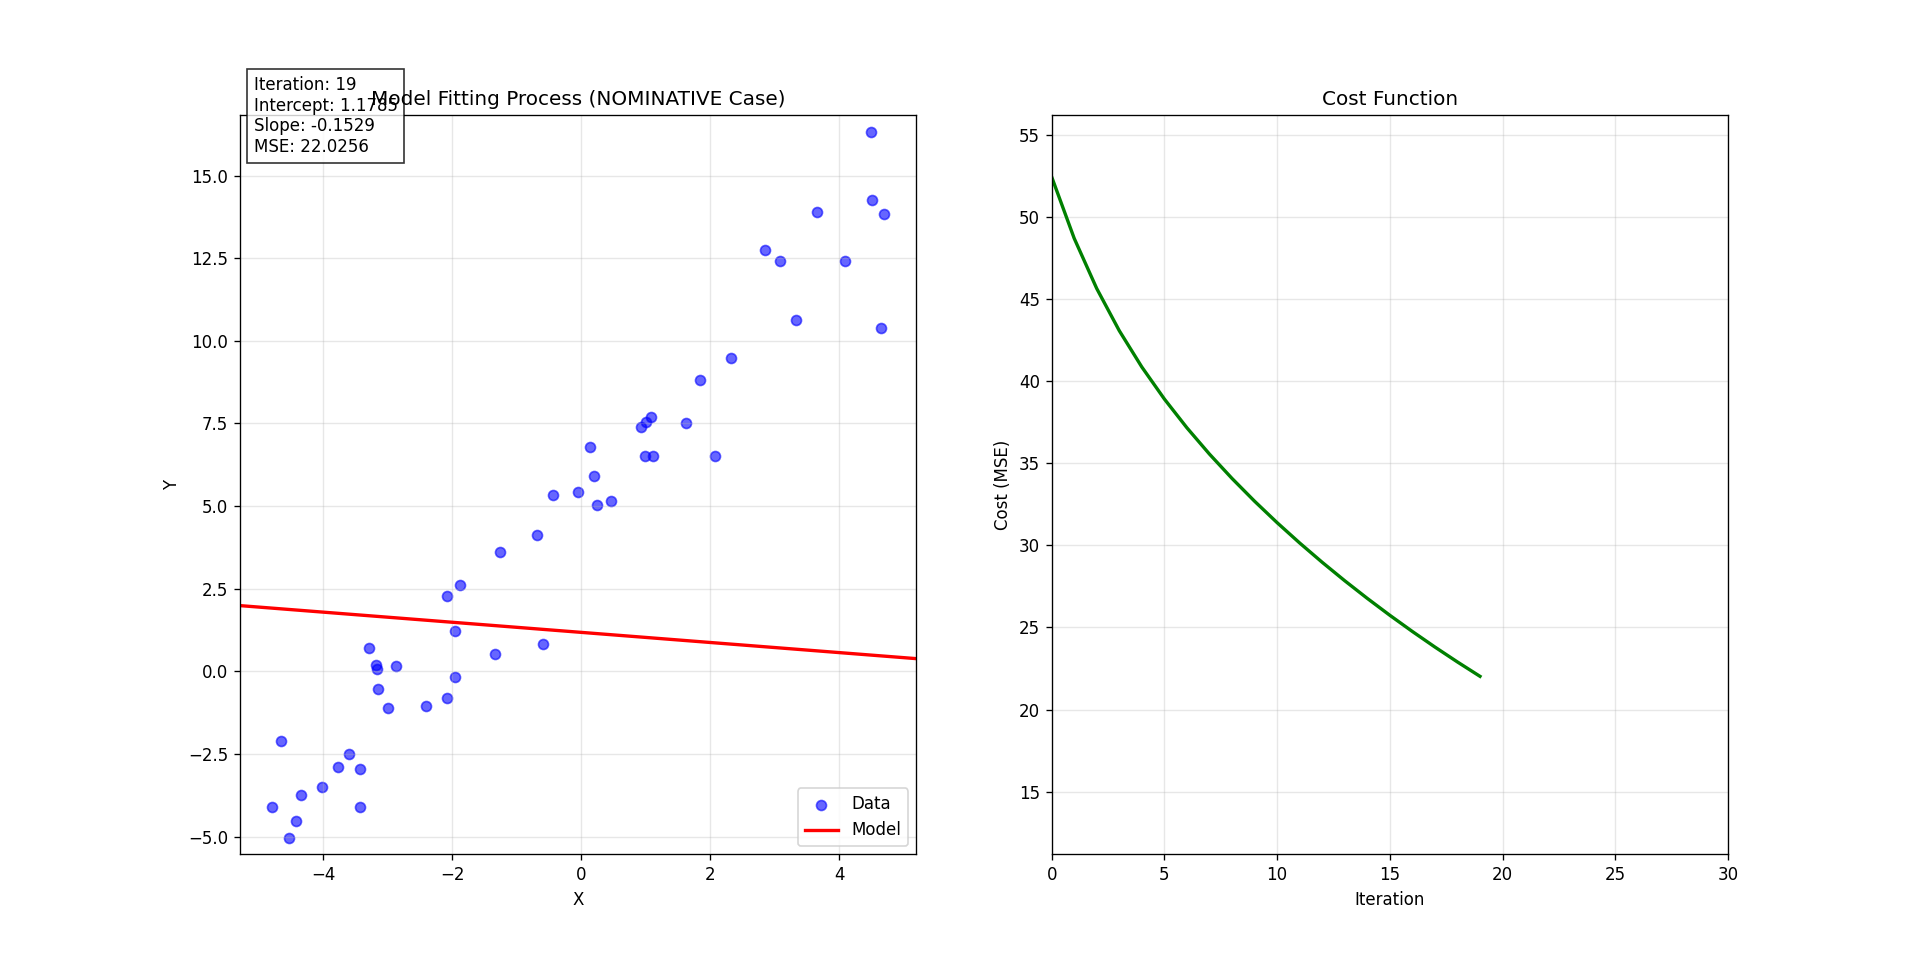 Iteration: 19
Intercept: 1.1785
Slope: -0.1529
MSE: 22.0256
Model Fitting Process (NOMINATIVE Case)
15.0
12.5
10.0
7.5
5.0
2.5
0.0
−2.5
−5.0
Y
−4
−2
0
2
4
X
Data
Model
Cost Function
55
50
45
40
35
30
25
20
15
Cost (MSE)
0
5
10
15
20
25
30
Iteration